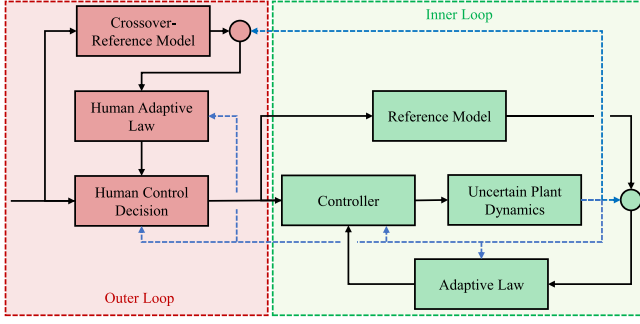 Crossover-
Reference Model
Inner Loop
Human Adaptive
Law
Reference Model
Human Control
Decision
Controller
Uncertain Plant
Dynamics
Adaptive Law
Outer Loop